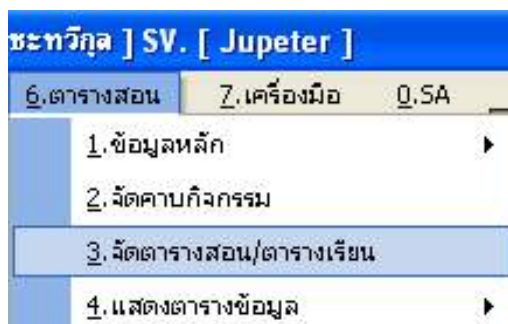 ชะทวีกุล ] SV. [ Jupeter ]
6.ตารางสอน 7.เครื่องมือ 0.SA
1.ข้อมูลหลัก
2.จัดคาบกิจกรรม
3.จัดตารางสอน/ตารางเรียน
4.แสดงตารางข้อมูล